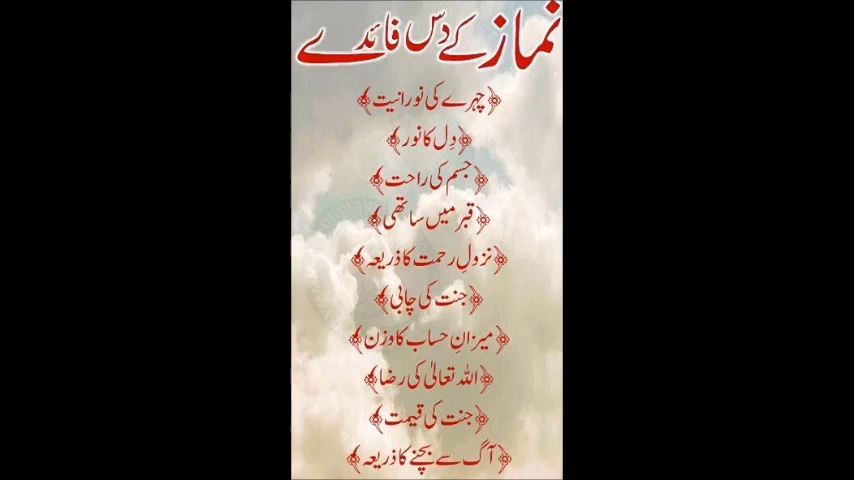 نماز کے دس فائدے
﴿چہرے کی نورانیت﴾
﴿دِل کا نور﴾
﴿جسم کی راحت﴾
﴿قبر میں ساتھی﴾
﴿نزولِ رحمت کا ذریعہ﴾
﴿جنت کی چابی﴾
﴿میزانِ حساب کا وزن﴾
﴿اللہ تعالیٰ کی رضا﴾
﴿جنت کی قیمت﴾
﴿آگ سے بچنے کا ذریعہ﴾